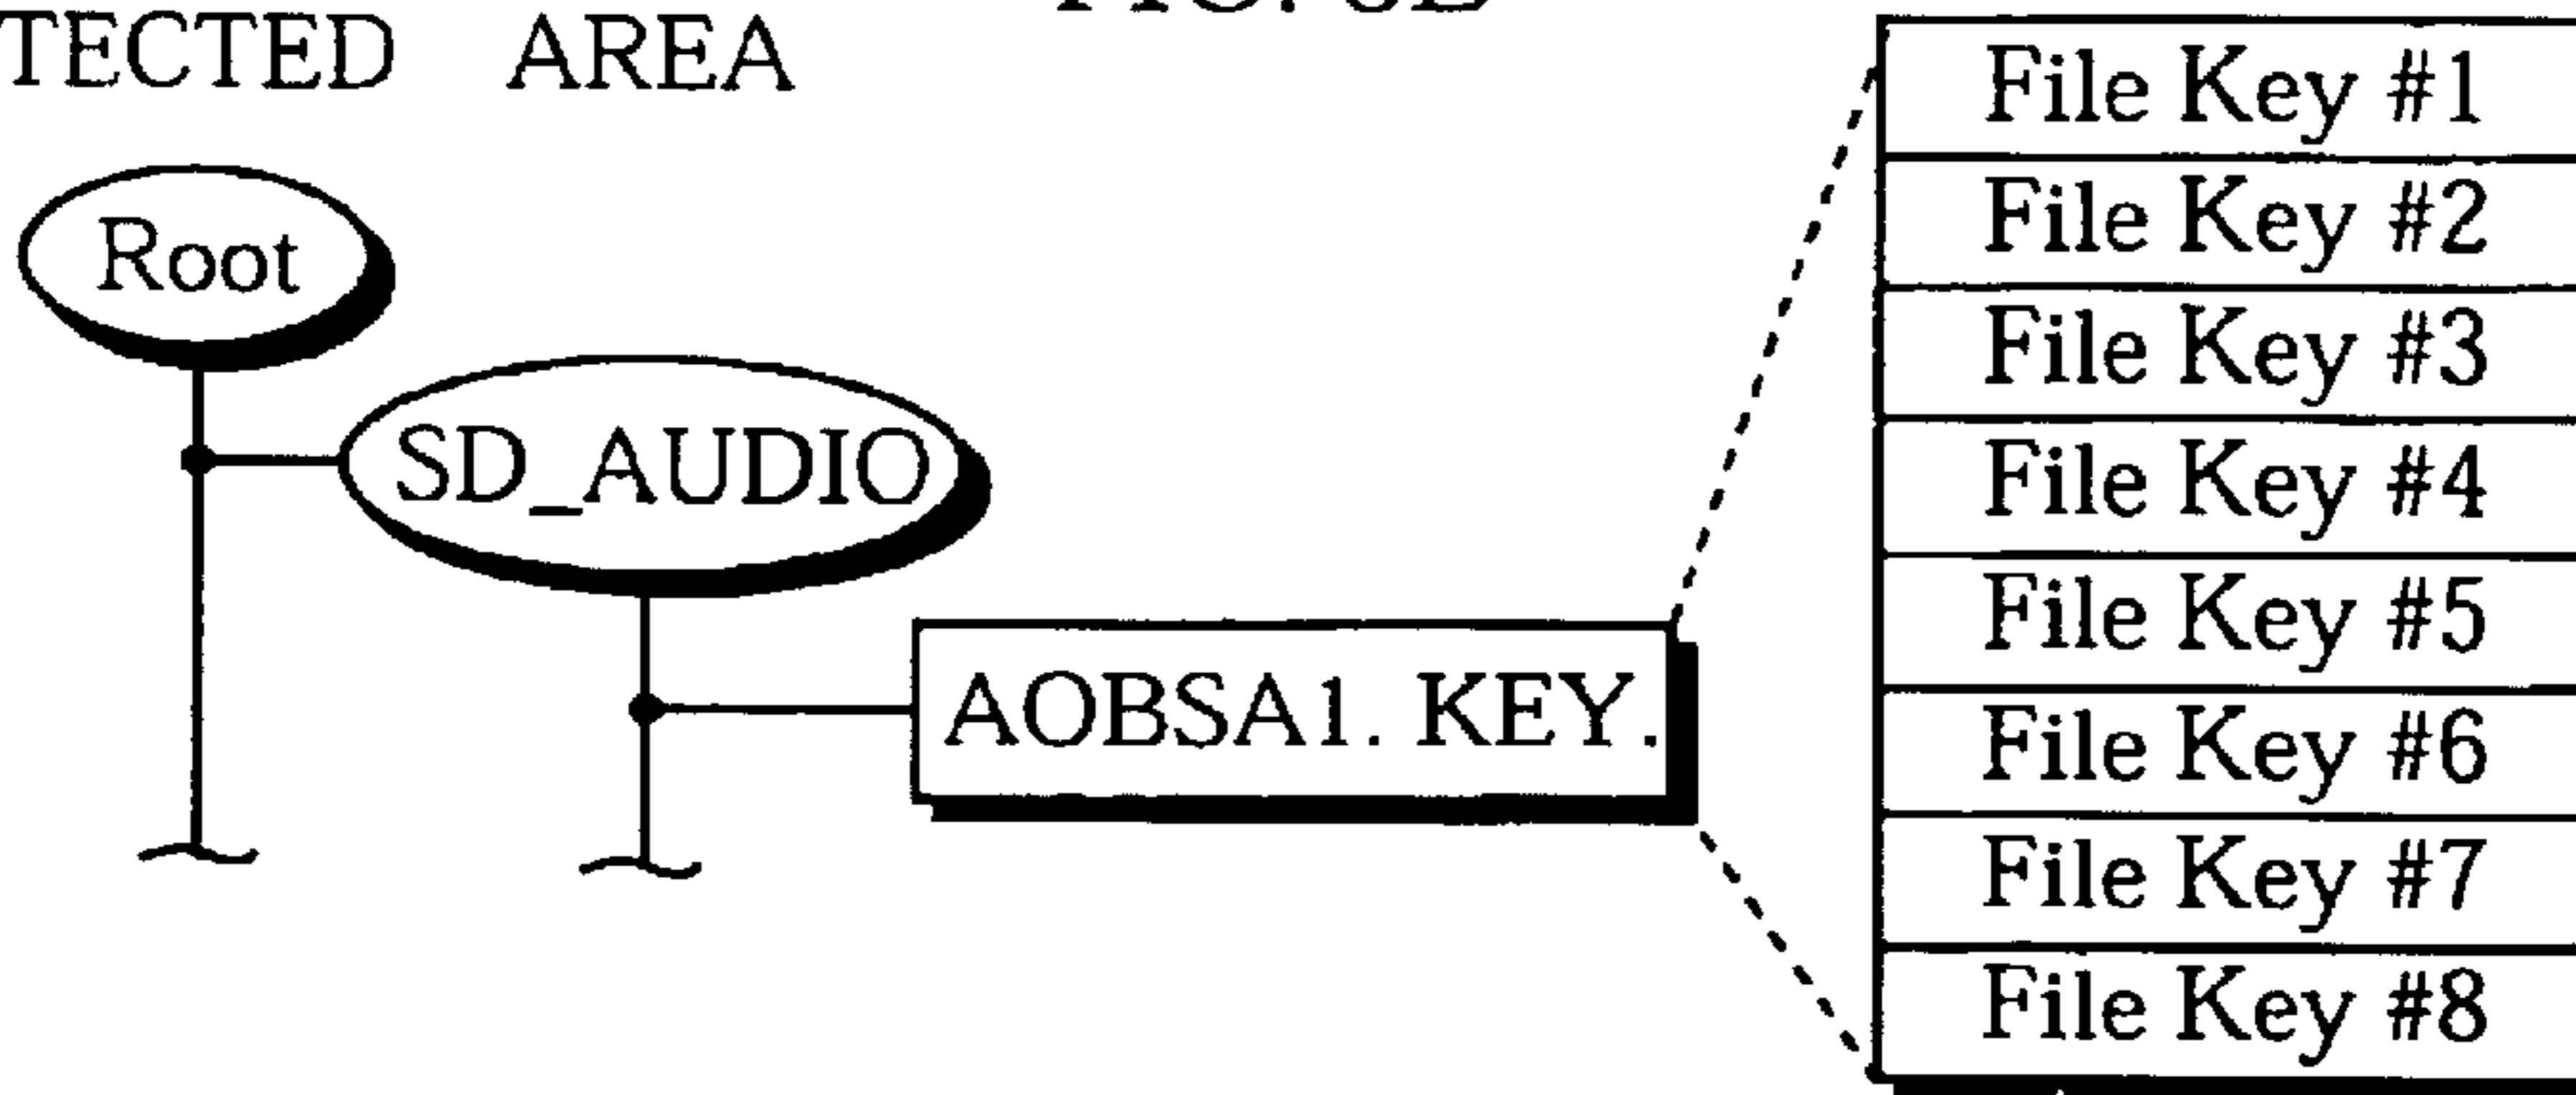 TECTED AREA
Root
SD_AUDIO
AOBSA1. KEY.
File Key #1
File Key #2
File Key #3
File Key #4
File Key #5
File Key #6
File Key #7
File Key #8